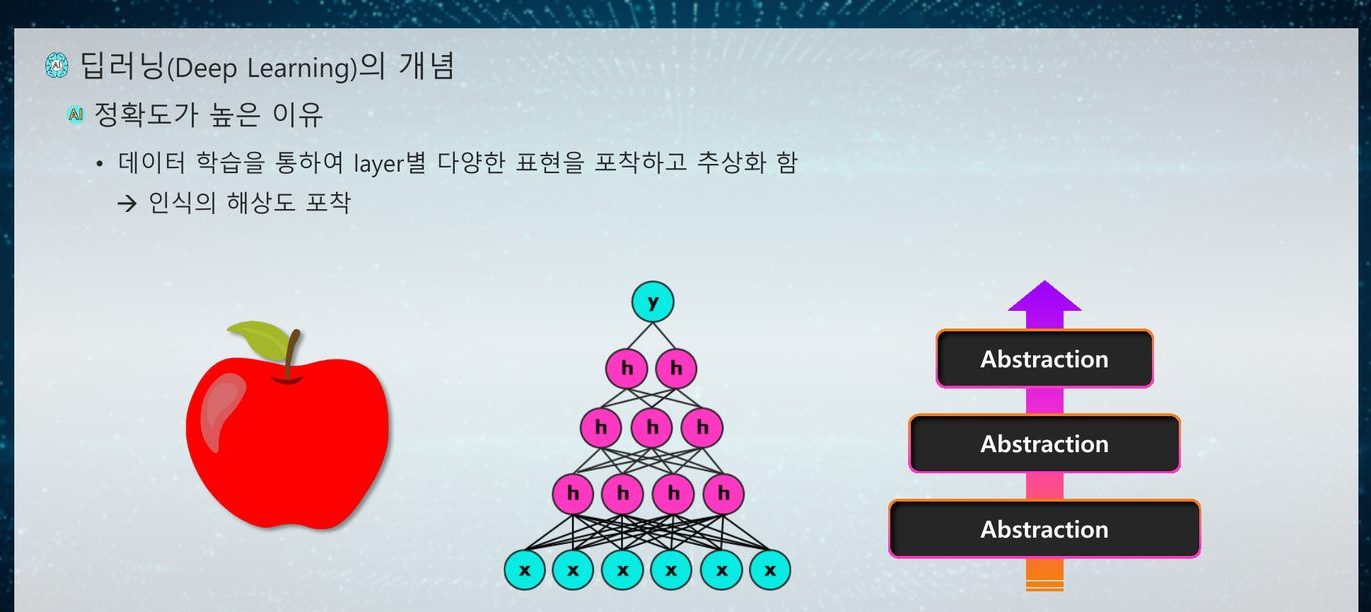 딥러닝(Deep Learning)의 개념
AI 정확도가 높은 이유
• 데이터 학습을 통하여 layer별 다양한 표현을 포착하고 추상화 함
→ 인식의 해상도 포착
y
h h
h h h
h h h h
x x x x x x
Abstraction
Abstraction
Abstraction